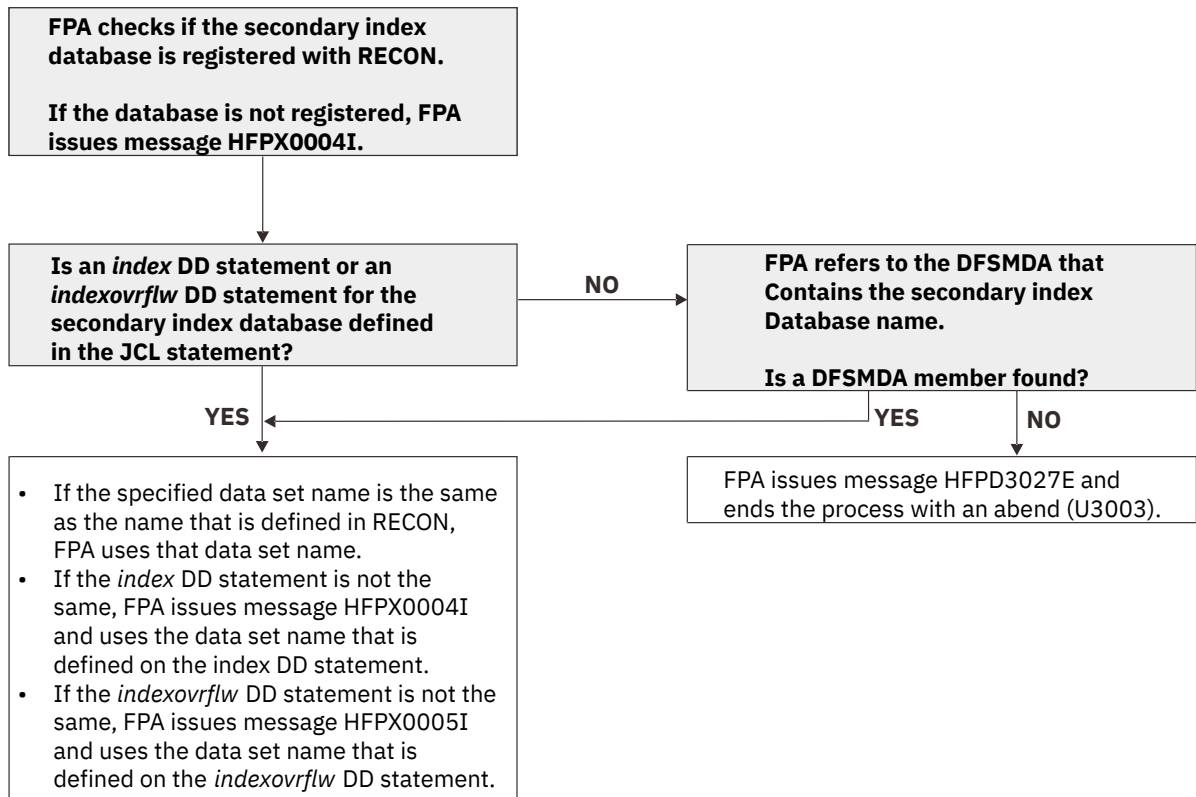 FPA checks if the secondary index
database is registered with RECON.
If the database is not registered, FPA
issues message HFPX0004I.
Is an index DD statement or an
indexovrflw DD statement for the
secondary index database defined
in the JCL statement?
NO
FPA refers to the DFSMDA that
Contains the secondary index
Database name.
Is a DFSMDA member found?
YES
YES
NO
• If the specified data set name is the same
as the name that is defined in RECON,
FPA uses that data set name.
• If the index DD statement is not the
same, FPA issues message HFPX0004I
and uses the data set name that is
defined on the index DD statement.
• If the indexovrflw DD statement is not the
same, FPA issues message HFPX0005I
and uses the data set name that is
defined on the indexovrflw DD statement.
FPA issues message HFPD3027E and
ends the process with an abend (U3003).